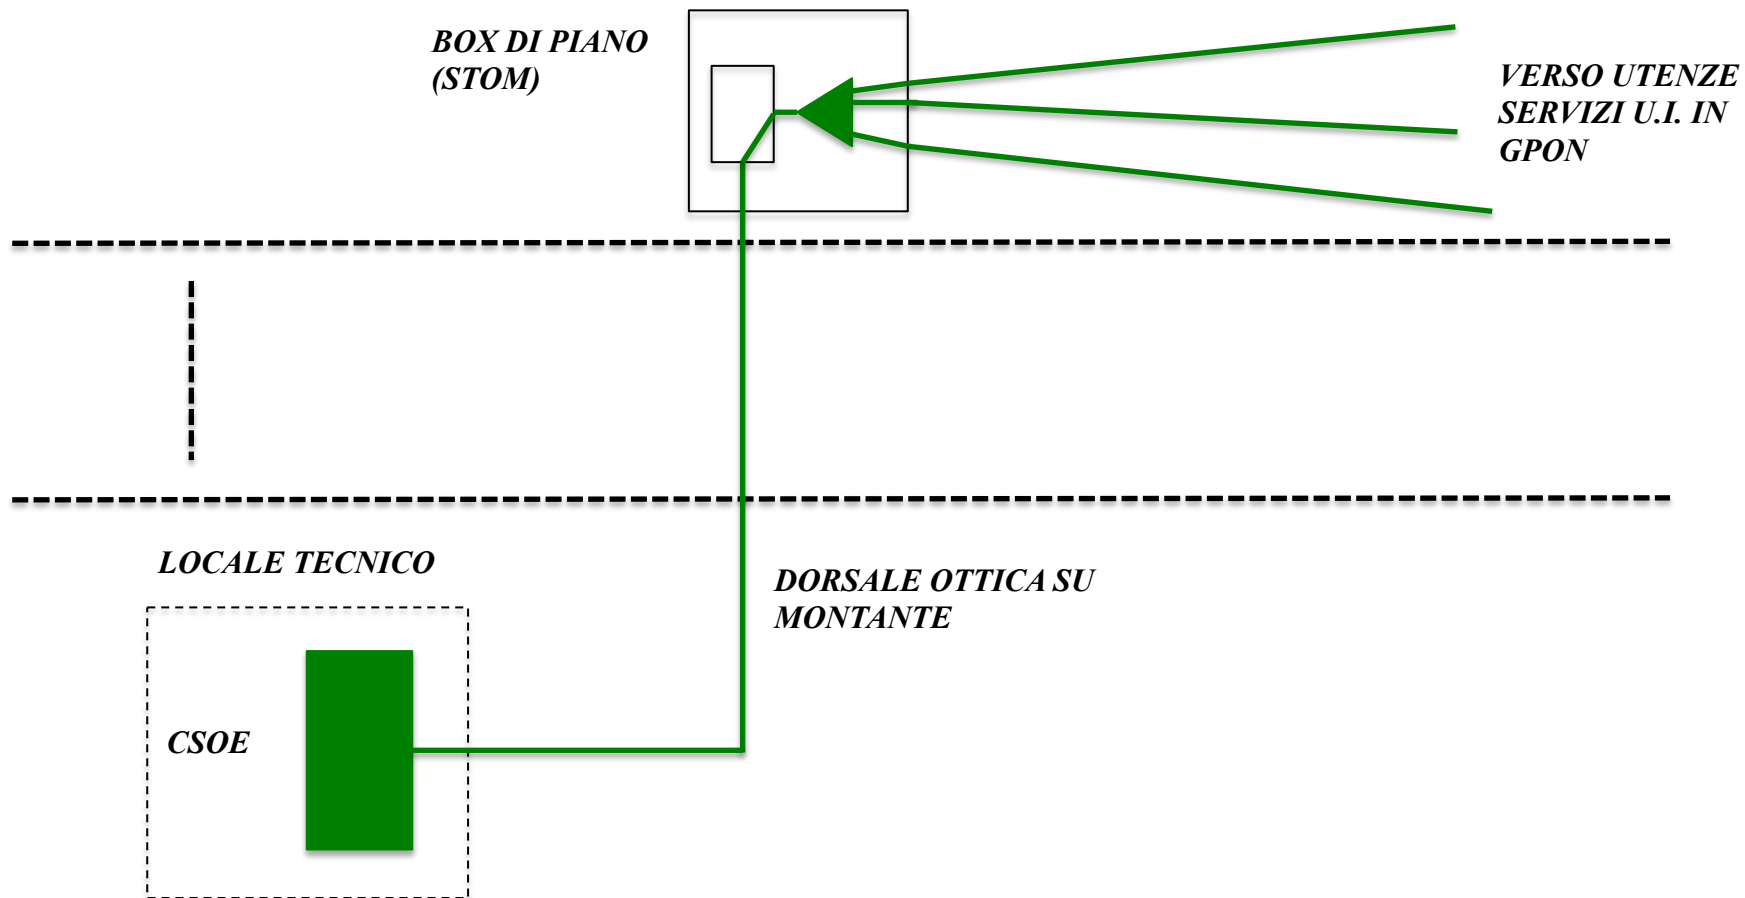 BOX DI PIANO
(STOM)
VERSO UTENZE
SERVIZI U.I. IN
GPON
LOCALE TECNICO
DORSALE OTTICA SU
MONTANTE
CSOE